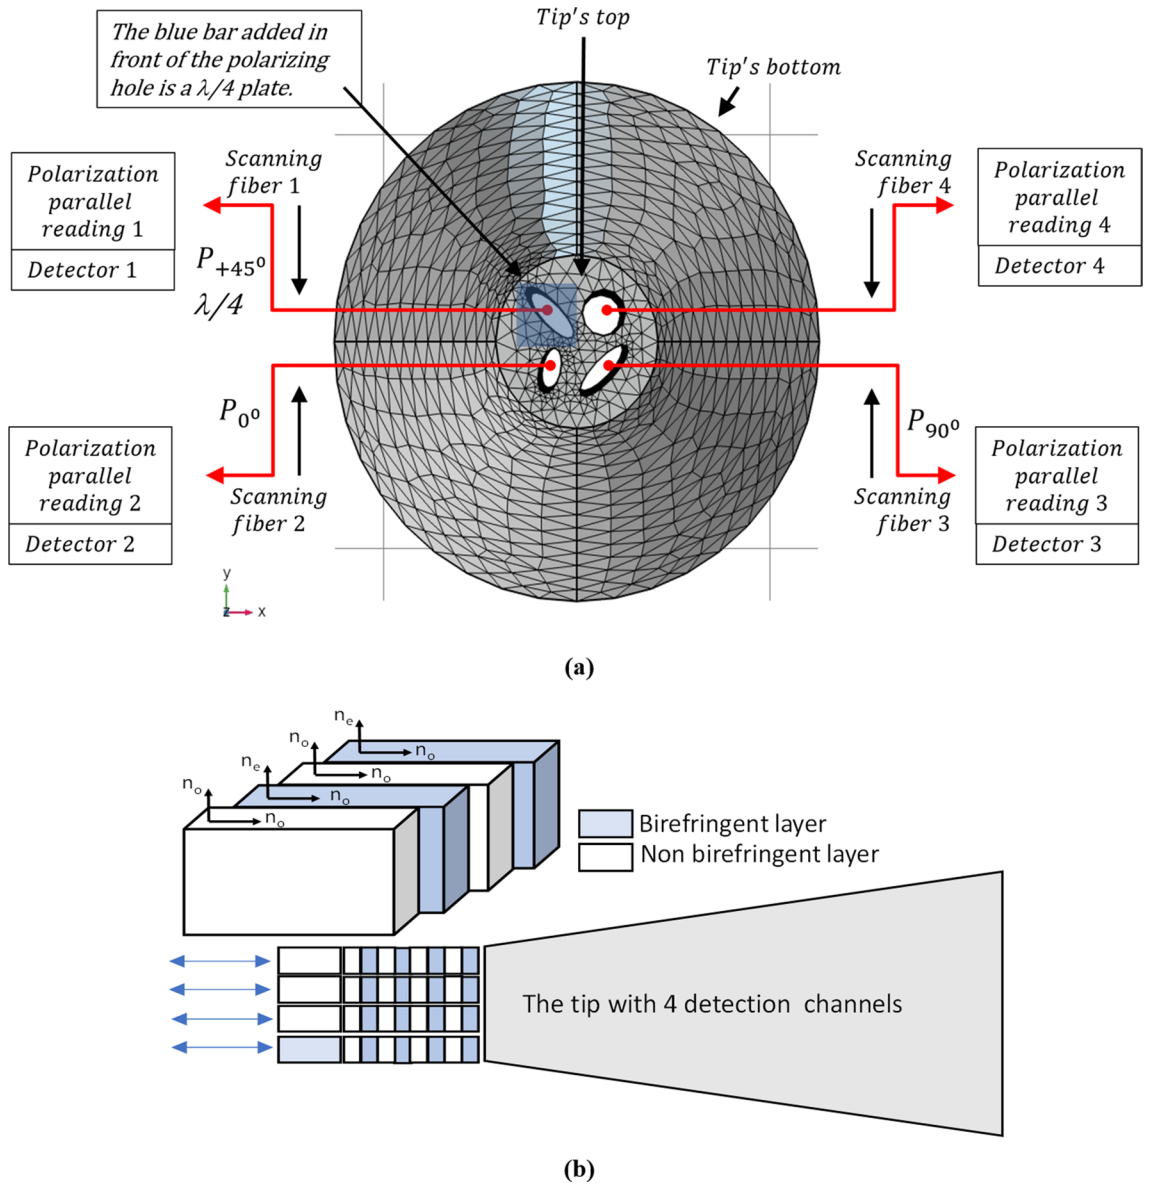 The blue bar added in
front of the polarizing
hole is a λ/4 plate.
Tip's top
Tip's bottom
Scanning
fiber 1
Scanning
fiber 4
Polarization
parallel
reading 1
Detector 1
Polarization
parallel
reading 4
Detector 4
P+45⁰
λ/4
P0⁰
P90⁰
Polarization
parallel
reading 2
Detector 2
Scanning
fiber 2
Scanning
fiber 3
Polarization
parallel
reading 3
Detector 3
y
z x
(a)
ne
no
no
no
ne
no
no
no
Birefringent layer
Non birefringent layer
The tip with 4 detection channels
(b)